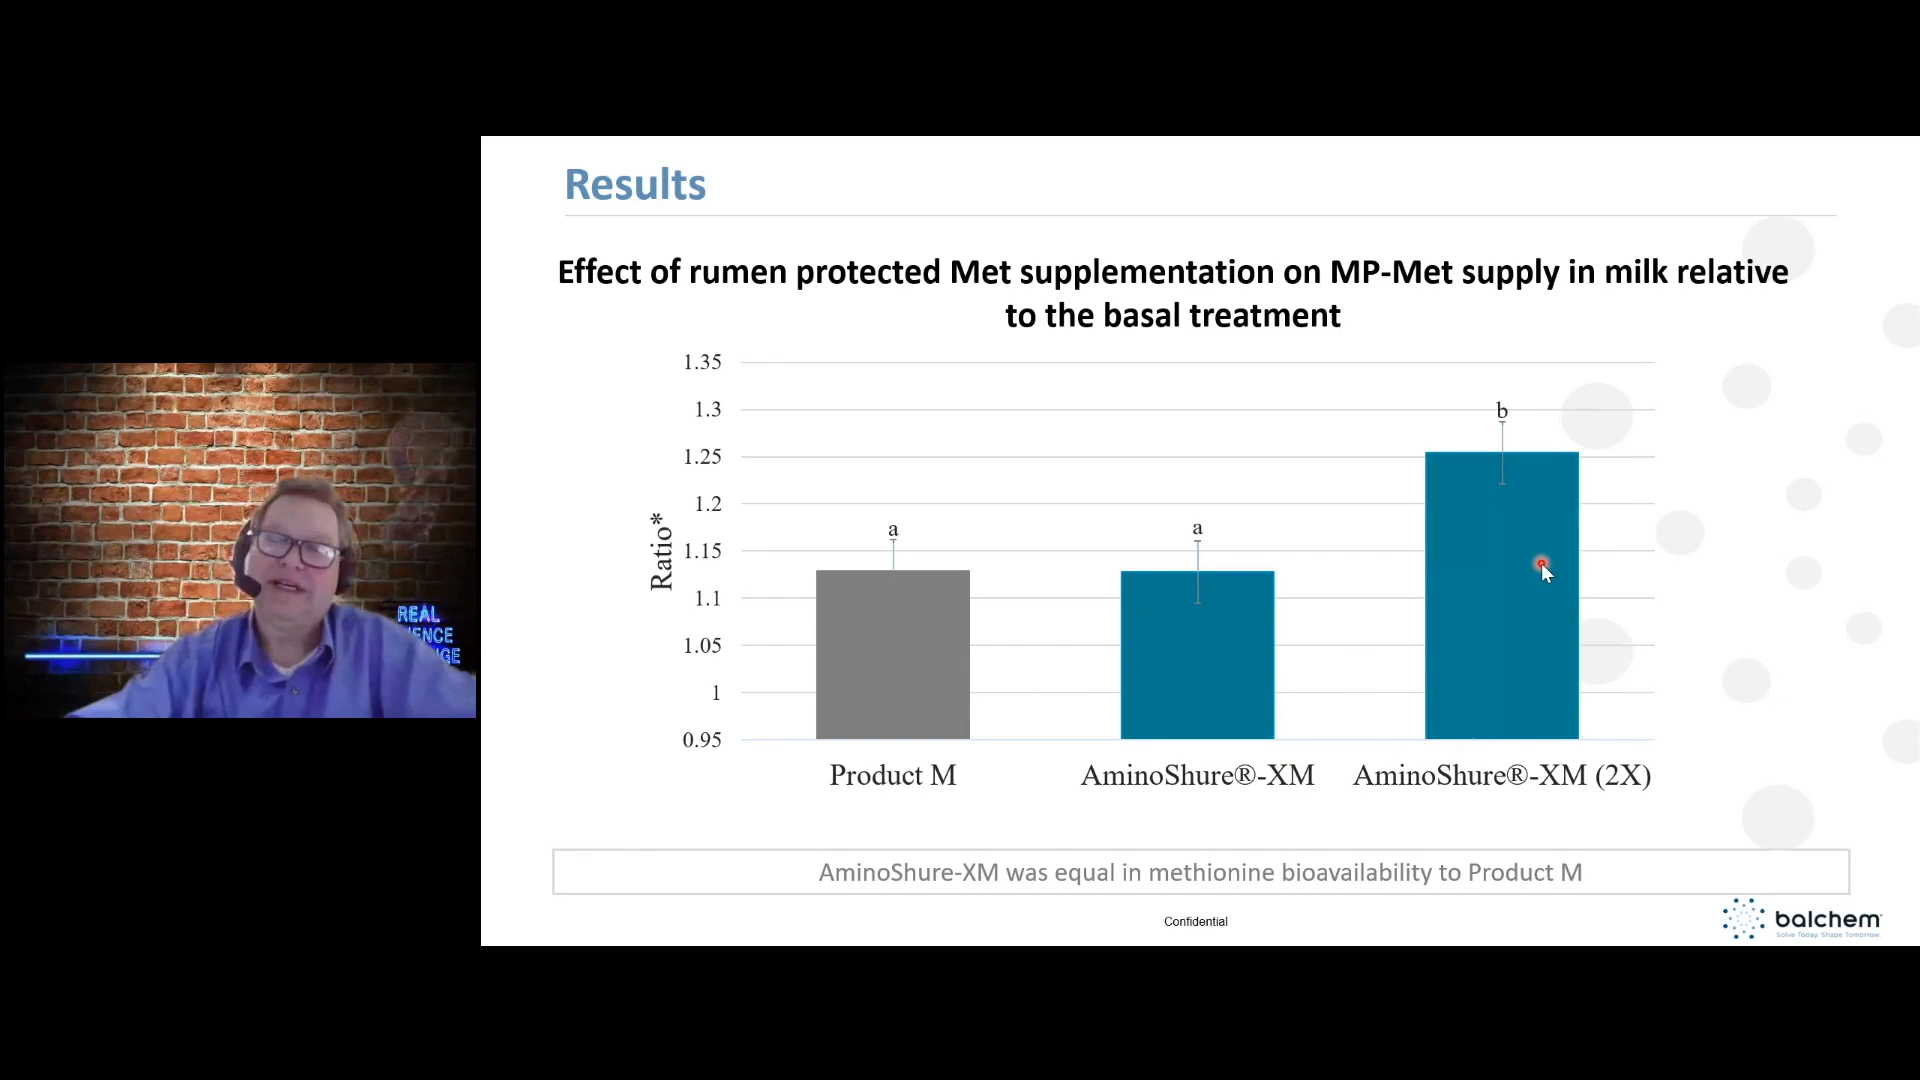 Results
Effect of rumen protected Met supplementation on MP-Met supply in milk relative
to the basal treatment
1.35
1.3
1.25
1.2
1.15
1.1
1.05
1
0.95
Ratio*
a
a
b
Product M
AminoShure®-XM
AminoShure®-XM (2X)
AminoShure-XM was equal in methionine bioavailability to Product M
Confidential
balchem
Solve Today. Shape Tomorrow.
REAL